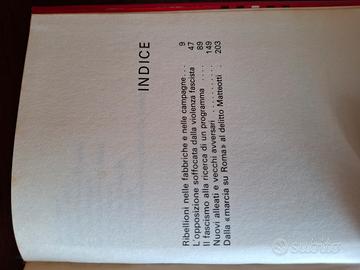 INDICE
Ribellioni nelle fabbriche e nelle campagne... 9
L'opposizione soffocata dalla violenza fascista 47
Il fascismo alla ricerca di un programma .... 89
Nuovi alleati e vecchi avversari .......... 149
Dalla «marcia su Roma» al delitto Matteotti . 203
subito